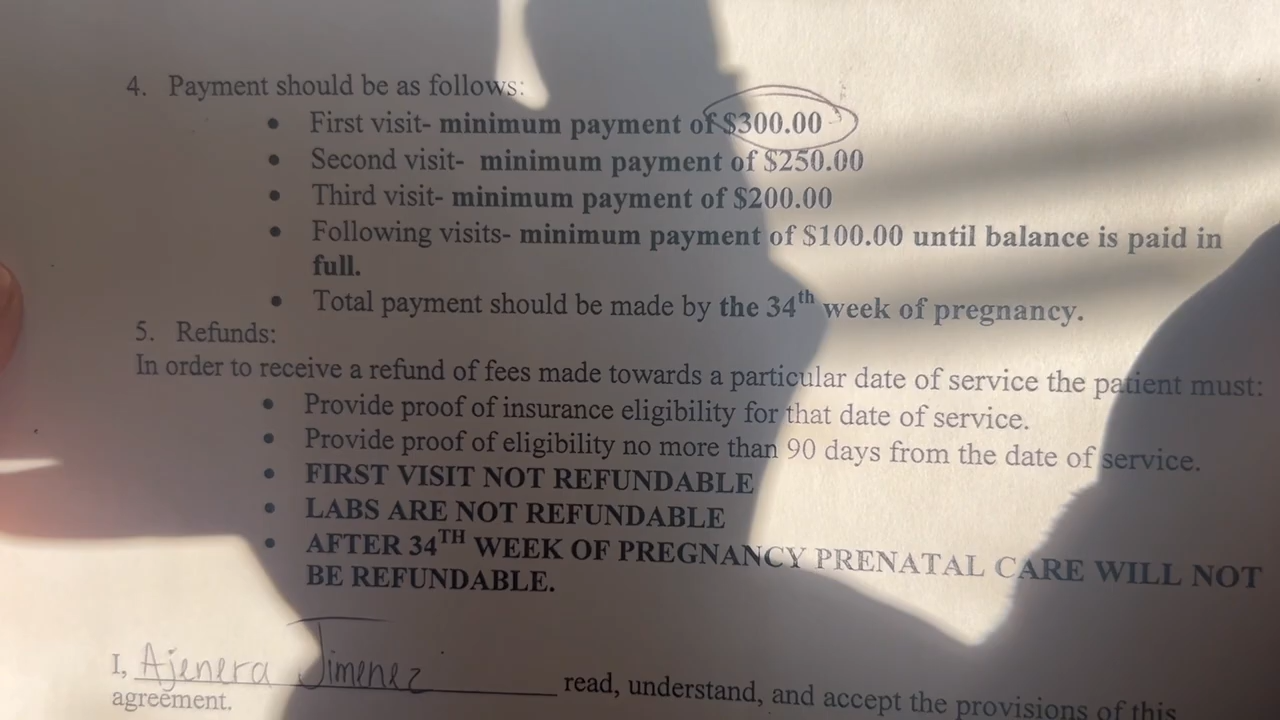 4. Payment should be as follows:
• First visit- minimum payment of $300.00
• Second visit- minimum payment of $250.00
• Third visit- minimum payment of $200.00
• Following visits- minimum payment of $100.00 until balance is paid in
full.
• Total payment should be made by the 34th week of pregnancy.
5. Refunds:
In order to receive a refund of fees made towards a particular date of service the patient must:
• Provide proof of insurance eligibility for that date of service.
• Provide proof of eligibility no more than 90 days from the date of service.
• FIRST VISIT NOT REFUNDABLE
• LABS ARE NOT REFUNDABLE
• AFTER 34TH WEEK OF PREGNANCY PRENATAL CARE WILL NOT
BE REFUNDABLE.
I, Ajenera Jimenez read, understand, and accept the provisions of this
agreement.